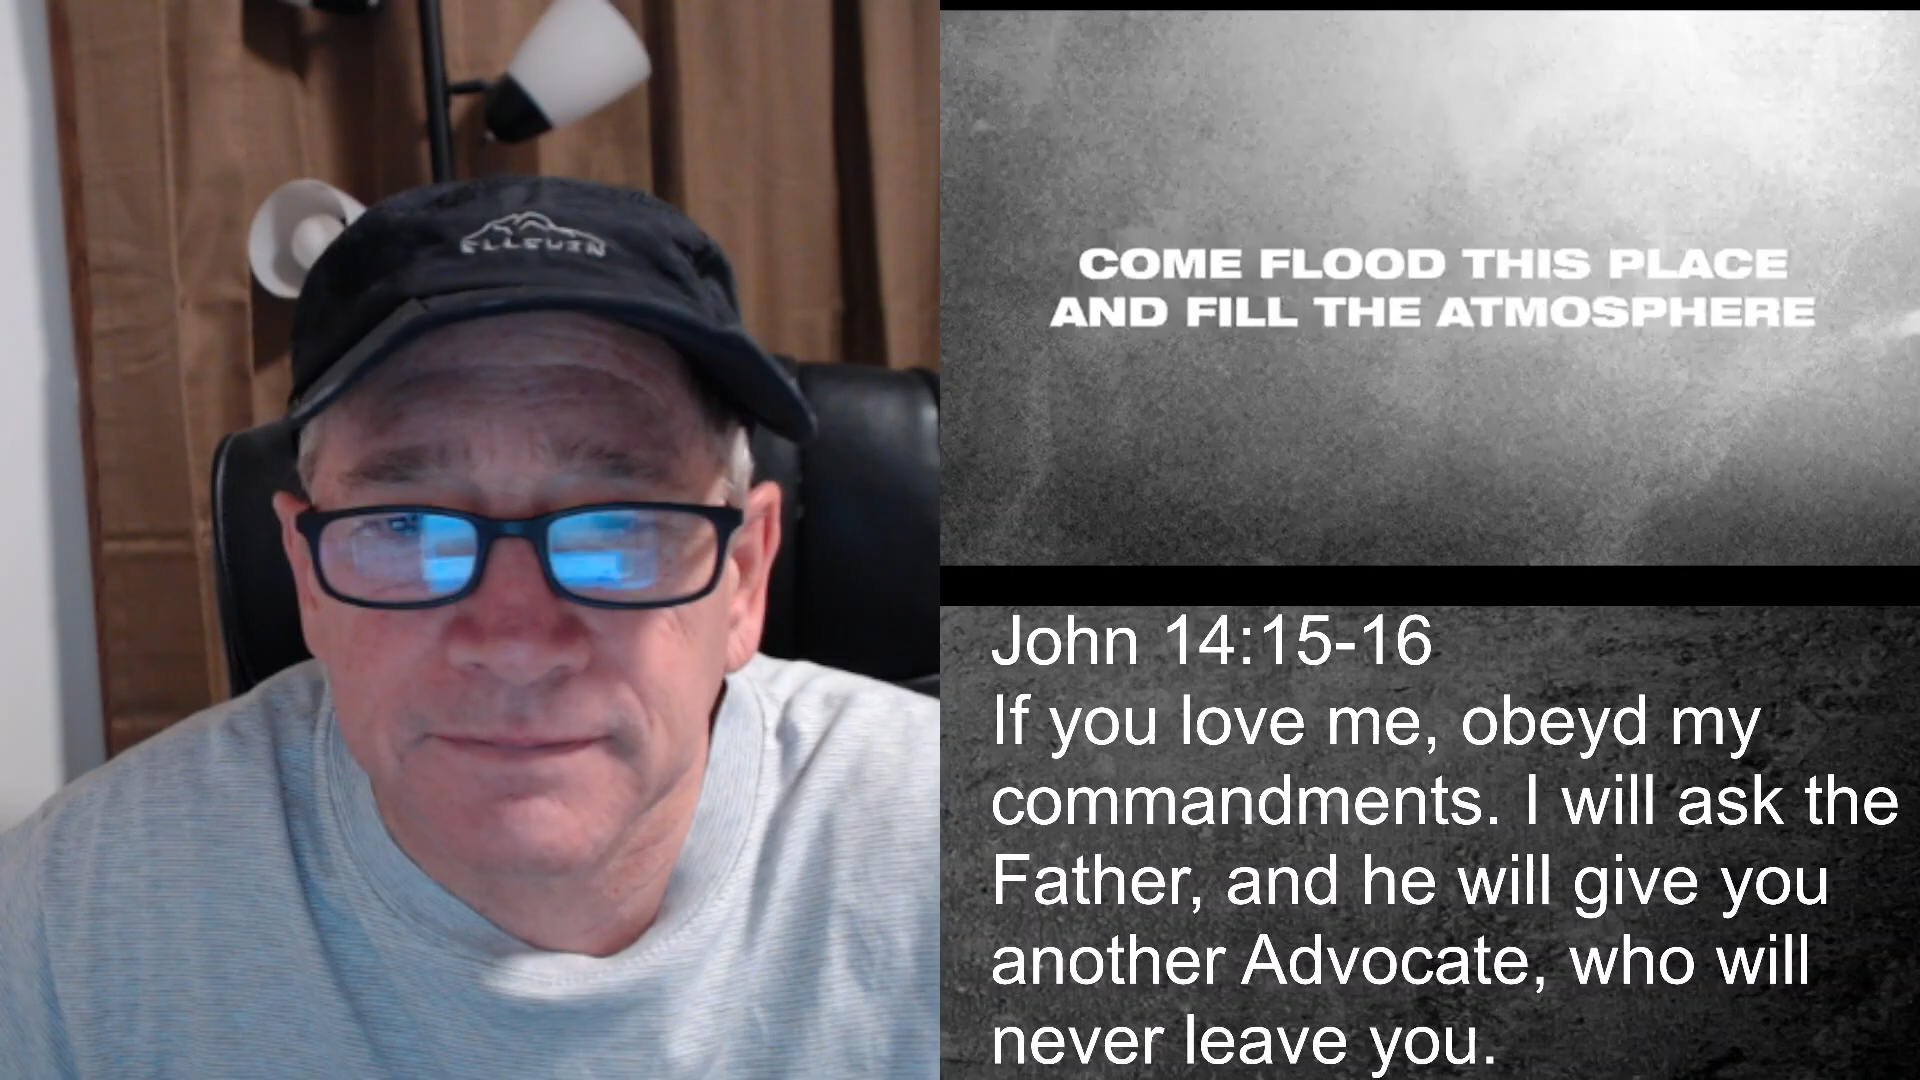 ELLEWIN
COME FLOOD THIS PLACE
AND FILL THE ATMOSPHERE
John 14:15-16
If you love me, obeyd my
commandments. I will ask the
Father, and he will give you
another Advocate, who will
never leave you.